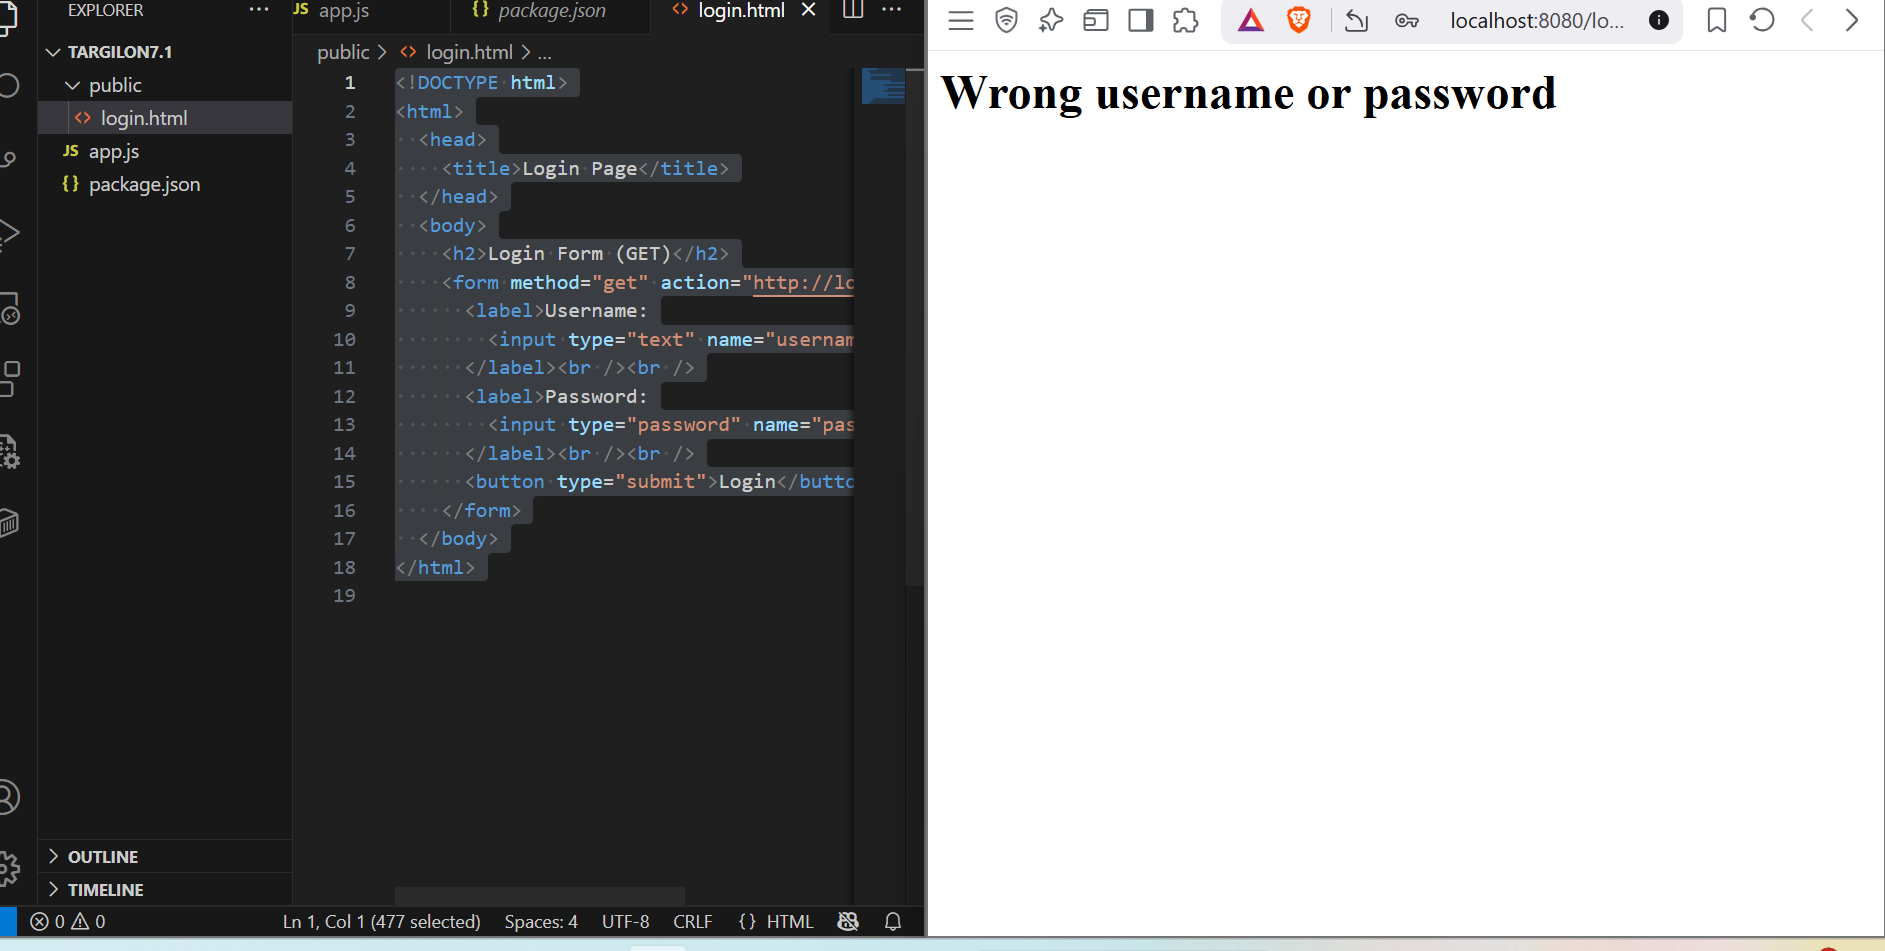 EXPLORER
TARGILON7.1
public
login.html
JS app.js
{} package.json
OUTLINE
TIMELINE
JS app.js
{} package.json
<> login.html
public > <> login.html > ...
1 <!DOCTYPE html>
2 <html>
3 <head>
4 <title>Login Page</title>
5 </head>
6 <body>
7 <h2>Login Form (GET)</h2>
8 <form method="get" action="http://lo
9 <label>Username:
10 <input type="text" name="usernam
11 </label><br /><br />
12 <label>Password:
13 <input type="password" name="pas
14 </label><br /><br />
15 <button type="submit">Login</butto
16 </form>
17 </body>
18 </html>
19
0 0
Ln 1, Col 1 (477 selected)
Spaces: 4
UTF-8
CRLF
{} HTML
localhost:8080/lo...
Wrong username or password